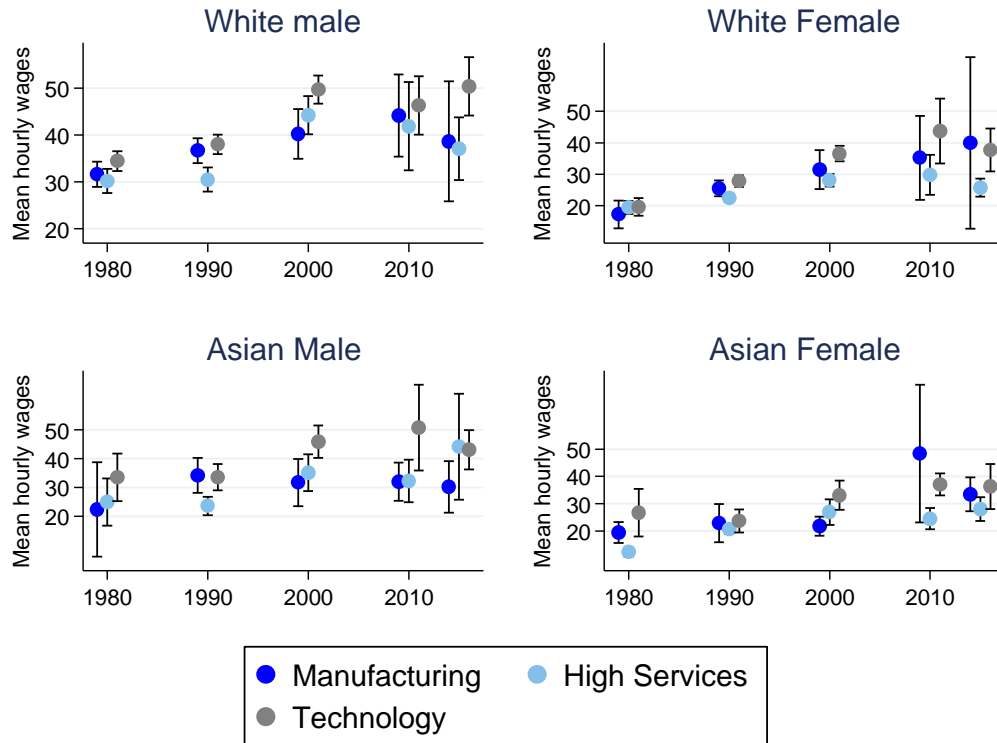 White male
Mean hourly wages
50
40
30
20
1980
1990
2000
2010
White Female
Mean hourly wages
50
40
30
20
1980
1990
2000
2010
Asian Male
Mean hourly wages
50
40
30
20
1980
1990
2000
2010
Asian Female
Mean hourly wages
50
40
30
20
1980
1990
2000
2010
Manufacturing
High Services
Technology